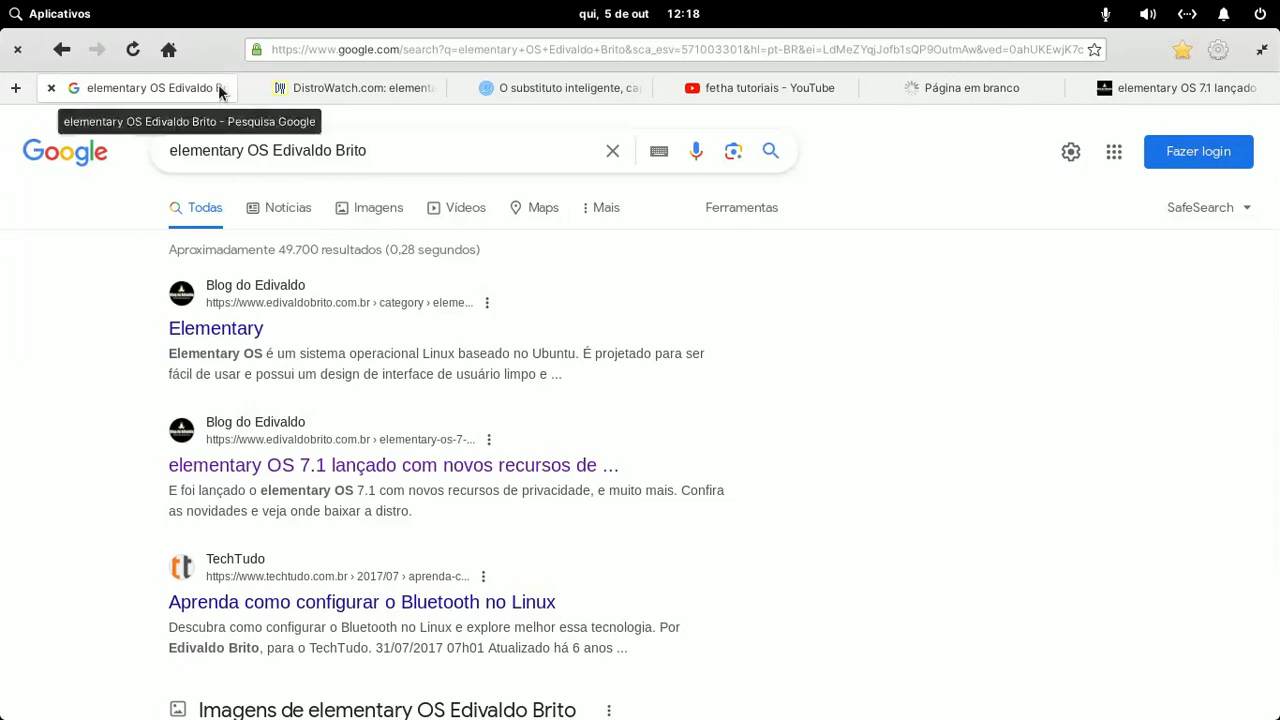 Aplicativos
qui, 5 de out 12:18
https://www.google.com/search?q=elementary+OS+Edivaldo+Brito&sca_esv=571003301&hl=pt-BR&ei=LdMeZYqjJofb1sQP9OutmAw&ved=0ahUKEwjK7c
elementary OS Edivaldo
DistroWatch.com: elementa
O substituto inteligente, ca
fetha tutoriais - YouTube
Página em branco
elementary OS 7.1 lançado
elementary OS Edivaldo Brito - Pesquisa Google
Google
elementary OS Edivaldo Brito
Fazer login
Todas
Notícias
Imagens
Vídeos
Maps
Mais
Ferramentas
SafeSearch
Aproximadamente 49.700 resultados (0,28 segundos)
Blog do Edivaldo
https://www.edivaldobrito.com.br › category › eleme...
Elementary
Elementary OS é um sistema operacional Linux baseado no Ubuntu. É projetado para ser
fácil de usar e possui um design de interface de usuário limpo e ...
Blog do Edivaldo
https://www.edivaldobrito.com.br › elementary-os-7-...
elementary OS 7.1 lançado com novos recursos de ...
E foi lançado o elementary OS 7.1 com novos recursos de privacidade, e muito mais. Confira
as novidades e veja onde baixar a distro.
TechTudo
https://www.techtudo.com.br › 2017/07 › aprenda-c...
Aprenda como configurar o Bluetooth no Linux
Descubra como configurar o Bluetooth no Linux e explore melhor essa tecnologia. Por
Edivaldo Brito, para o TechTudo. 31/07/2017 07h01 Atualizado há 6 anos ...
Imagens de elementary OS Edivaldo Brito